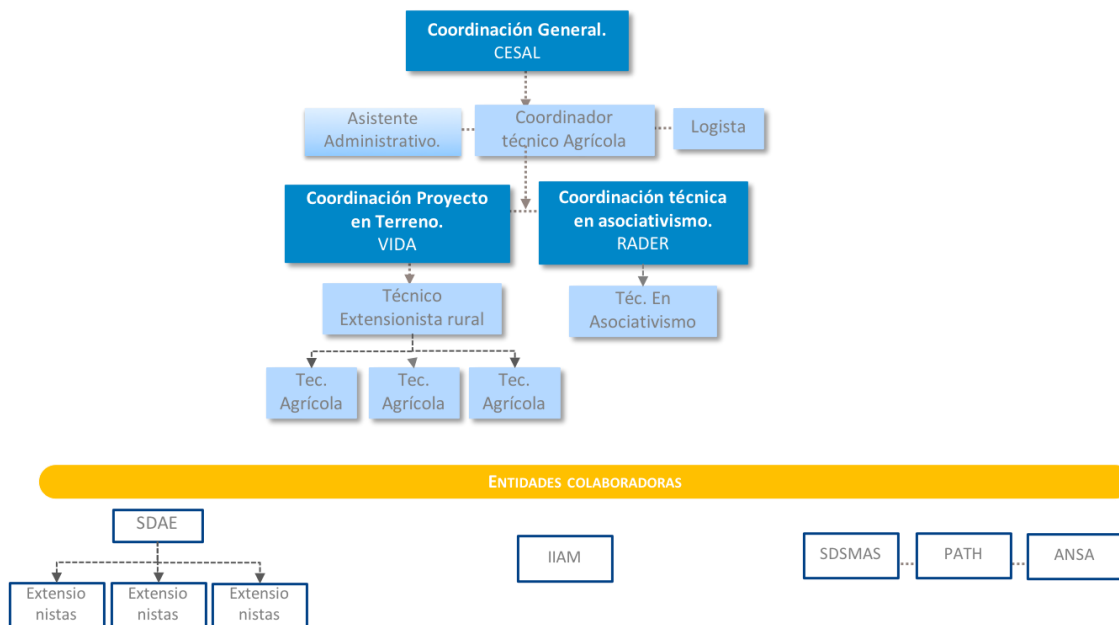 Coordinación General.
CESAL
Asistente
Administrativo.
Coordinador
técnico Agrícola
Logista
Coordinación Proyecto
en Terreno.
VIDA
Coordinación técnica
en asociativismo.
RADER
Técnico
Extensionista rural
Téc. En
Asociativismo
Tec.
Agrícola
Tec.
Agrícola
Tec.
Agrícola
ENTIDADES COLABORADORAS
SDAE
IIAM
SDSMAS
PATH
ANSA
Extensio
nistas
Extensio
nistas
Extensio
nistas